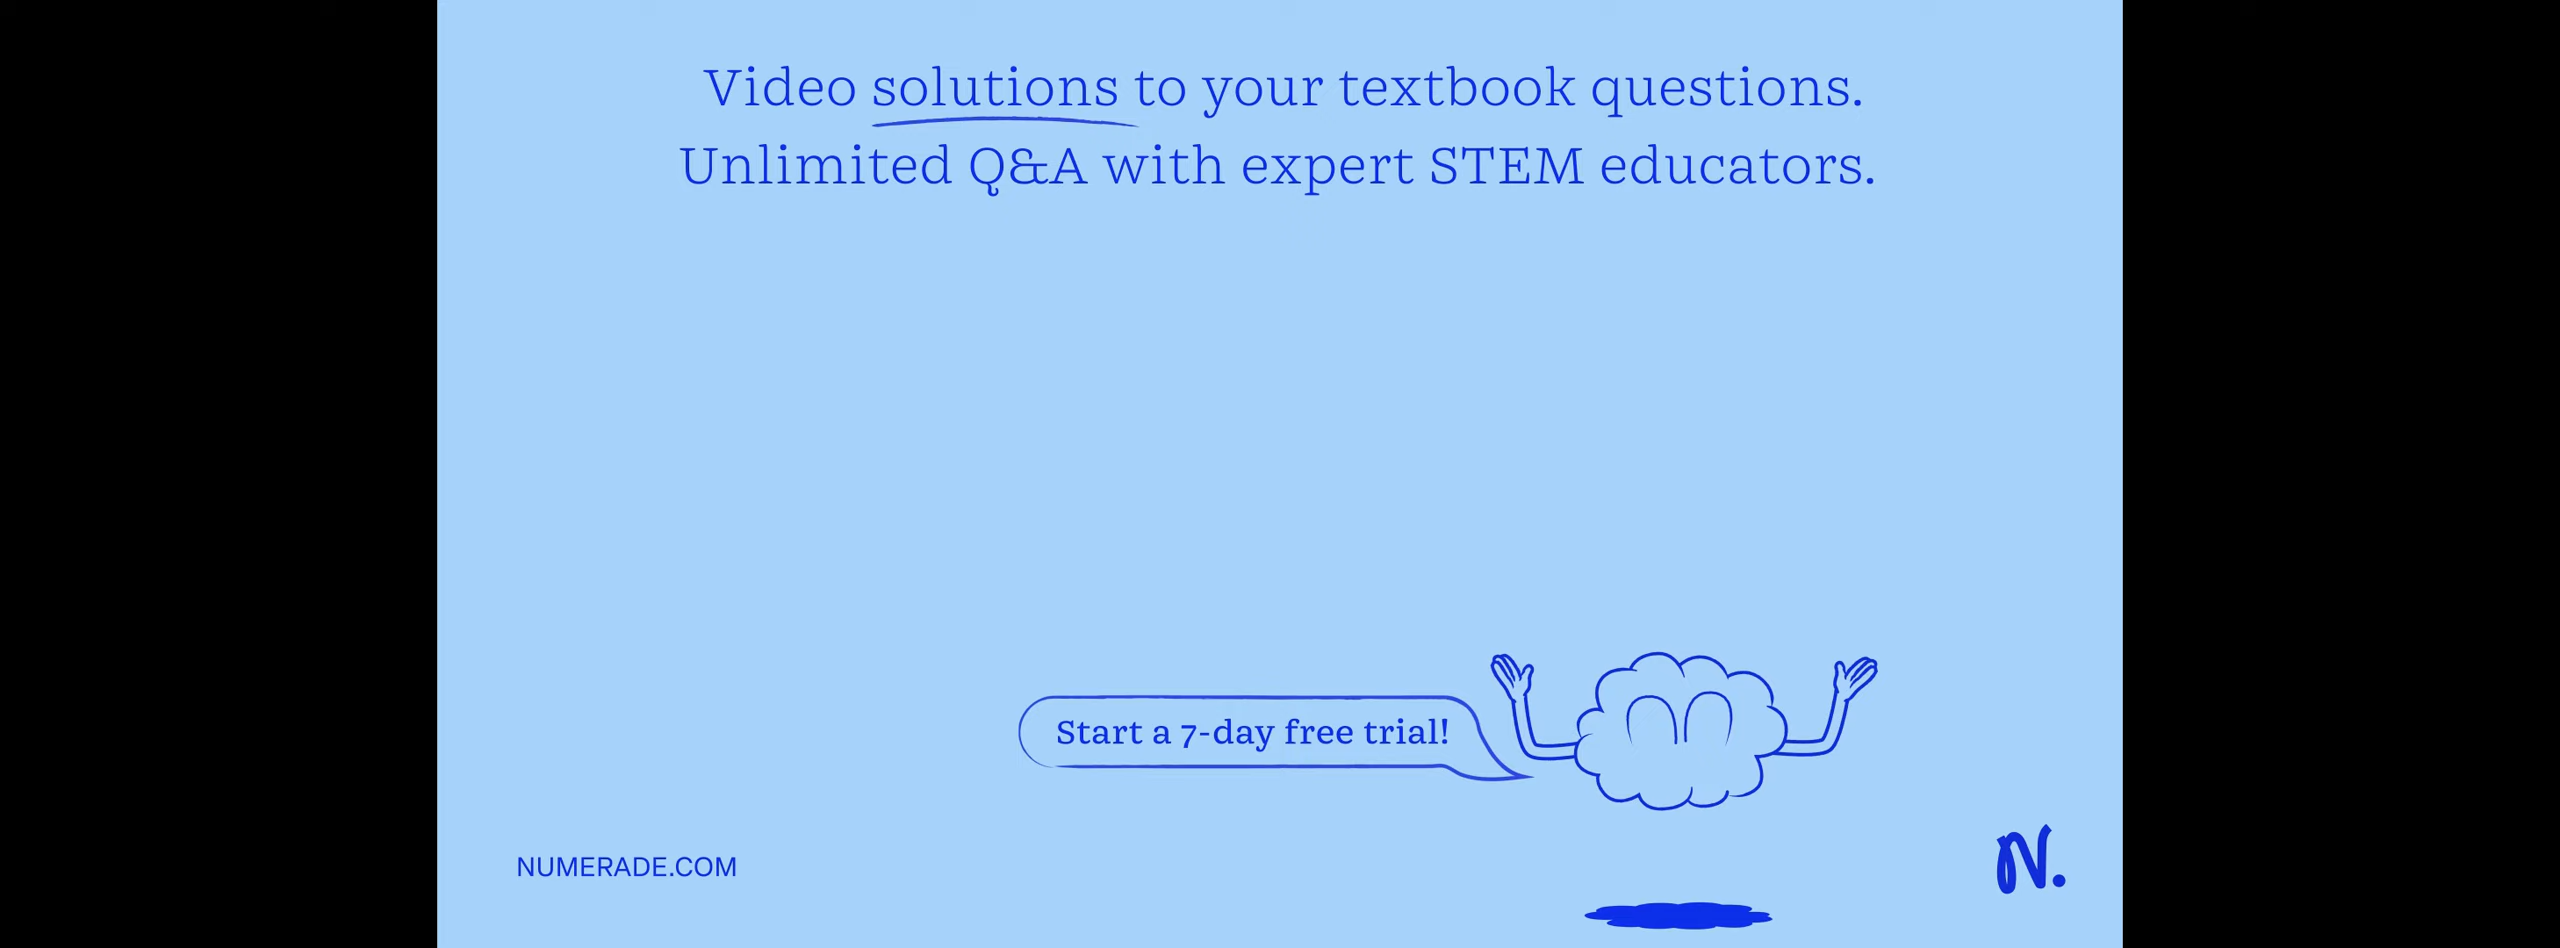 Video solutions to your textbook questions.
Unlimited Q&A with expert STEM educators.
Start a 7-day free trial!
NUMERADE.COM
N.